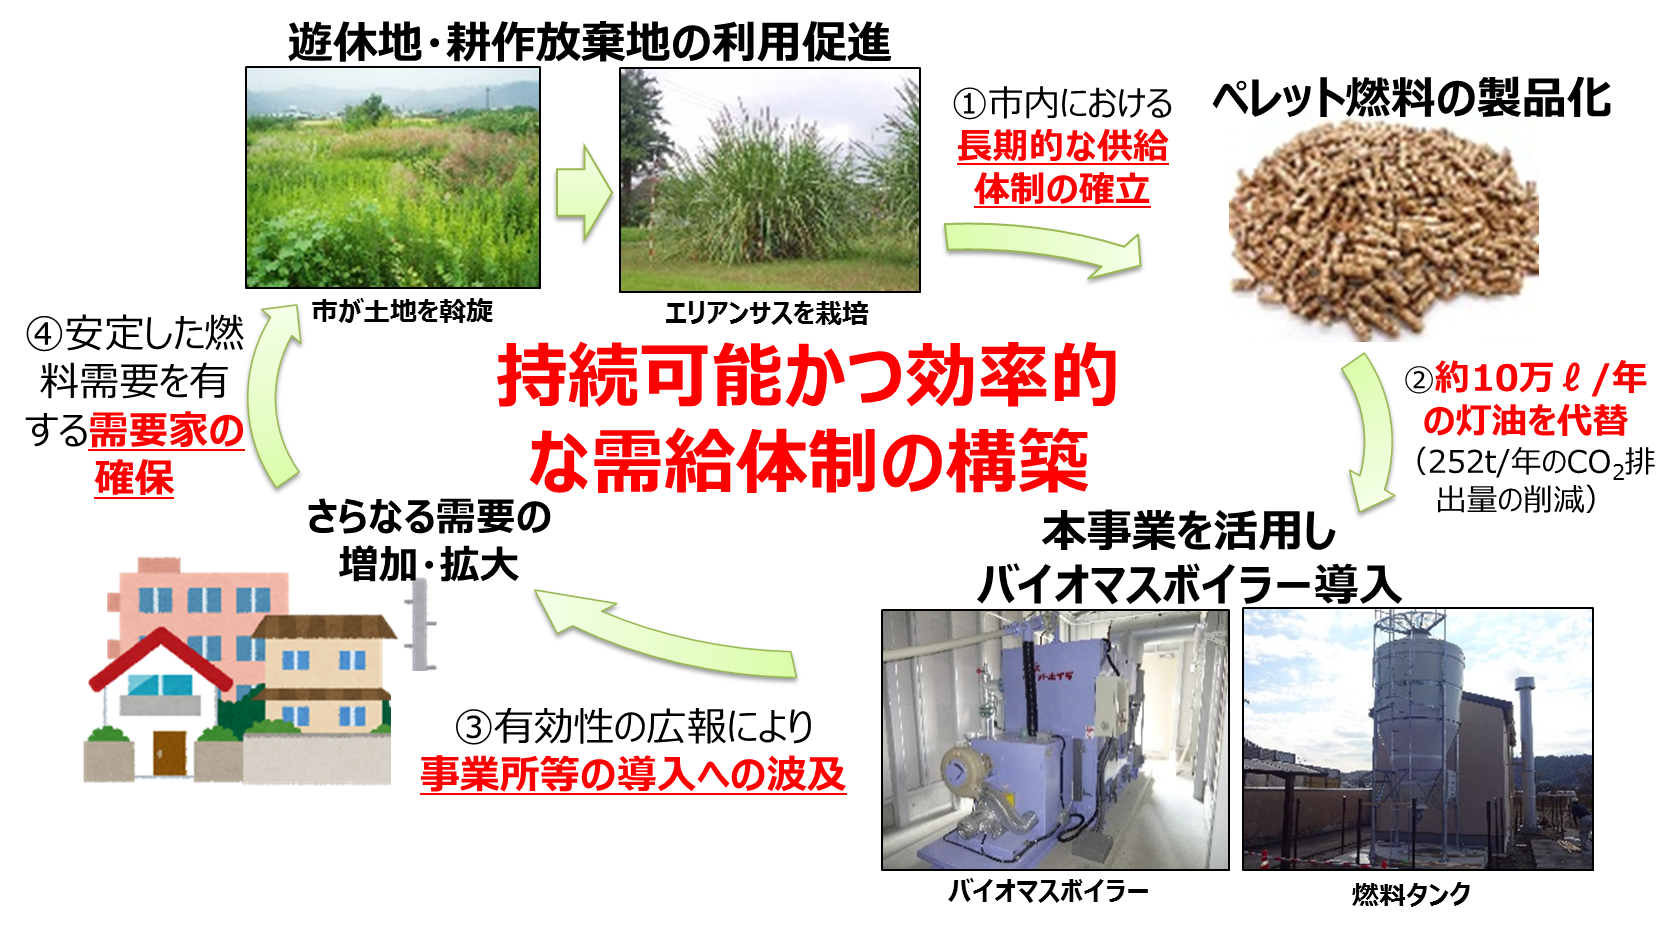 遊休地・耕作放棄地の利用促進
市が土地を斡旋
エリアンサスを栽培
①市内における
長期的な供給
体制の確立
ペレット燃料の製品化
②約10万ℓ/年
の灯油を代替
（252t/年のCO2排
出量の削減）
持続可能かつ効率的
な需給体制の構築
本事業を活用し
バイオマスボイラー導入
バイオマスボイラー
燃料タンク
③有効性の広報により
事業所等の導入への波及
さらなる需要の
増加・拡大
④安定した燃
料需要を有
する需要家の
確保